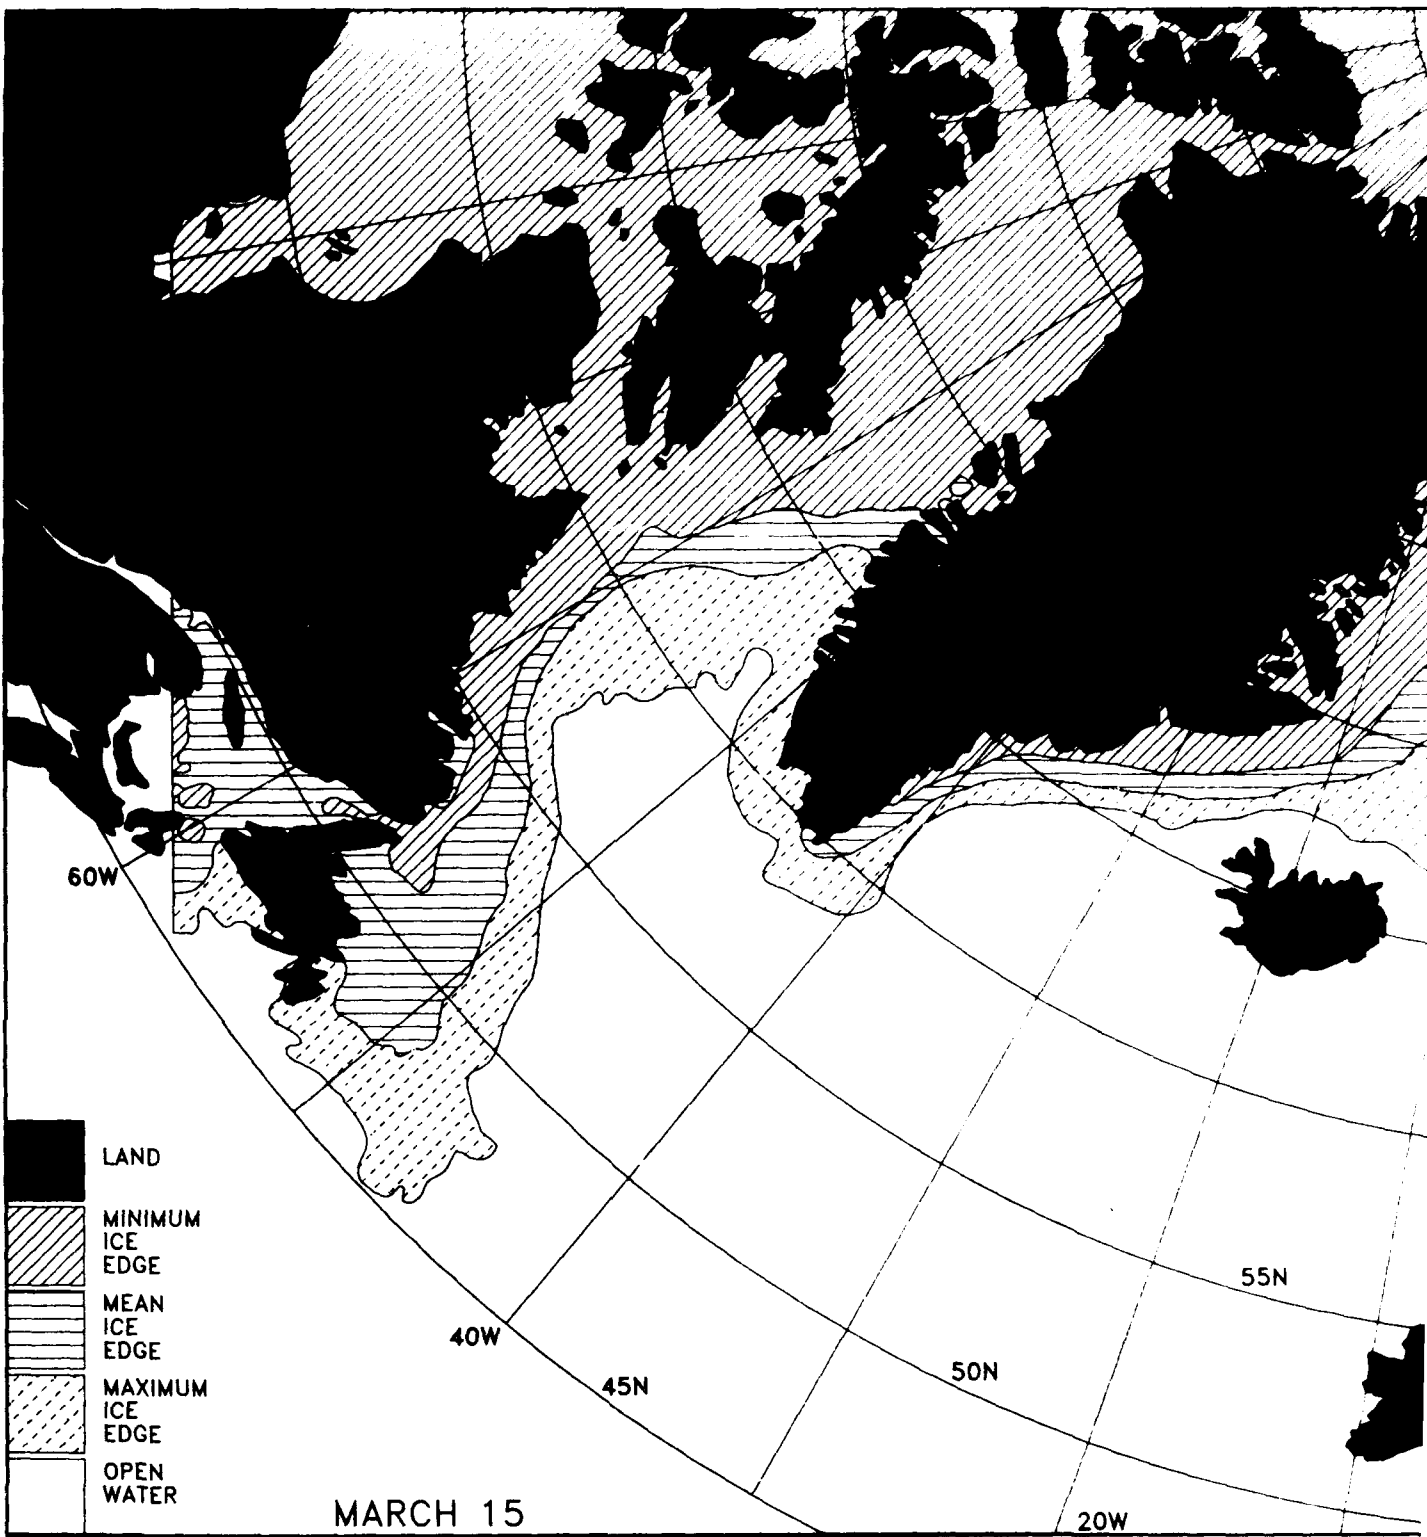 60W
LAND
MINIMUM
ICE
EDGE
MEAN
ICE
EDGE
MAXIMUM
ICE
EDGE
OPEN
WATER
MARCH 15
40W
45N
50N
55N
20W